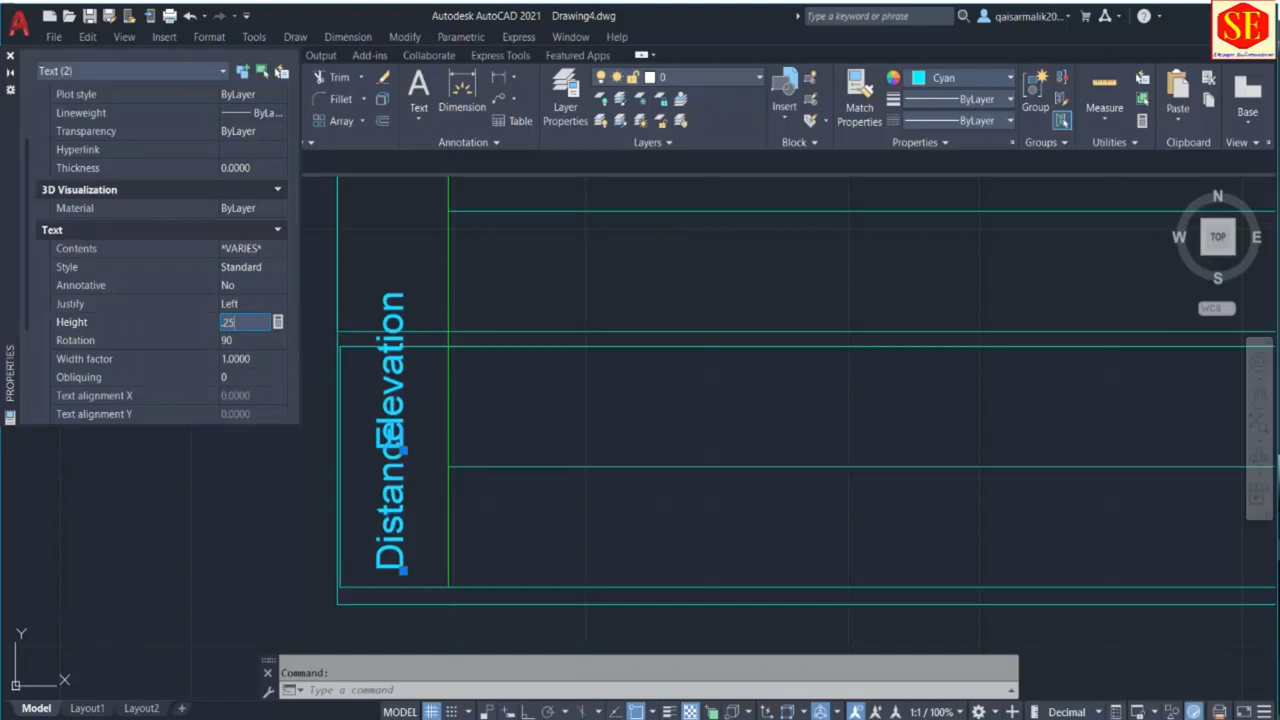 Autodesk AutoCAD 2021 Drawing4.dwg
Type a keyword or phrase
qaisarmalik20...
SE
File Edit View Insert Format Tools Draw Dimension Modify Parametric Express Window Help
Output Add-ins Collaborate Express Tools Featured Apps
Text (2)
Trim
Fillet
Array
Text
Dimension
Table
Annotation
Layer
Properties
0
Layers
Insert
Block
Match
Properties
Cyan
ByLayer
ByLayer
Properties
Group
Groups
Measure
Utilities
Paste
Clipboard
Base
View
Plot style ByLayer
Lineweight ByLa...
Transparency ByLayer
Hyperlink
Thickness 0.0000
3D Visualization
Material ByLayer
Text
Contents *VARIES*
Style Standard
Annotative No
Justify Left
Height .25
Rotation 90
Width factor 1.0000
Obliquing 0
Text alignment X 0.0000
Text alignment Y 0.0000
PROPERTIES
Elevation
Distance
N
W TOP E
S
WCS
Y
X
Command:
Type a command
Model Layout1 Layout2 +
MODEL
1:1 / 100%
Decimal